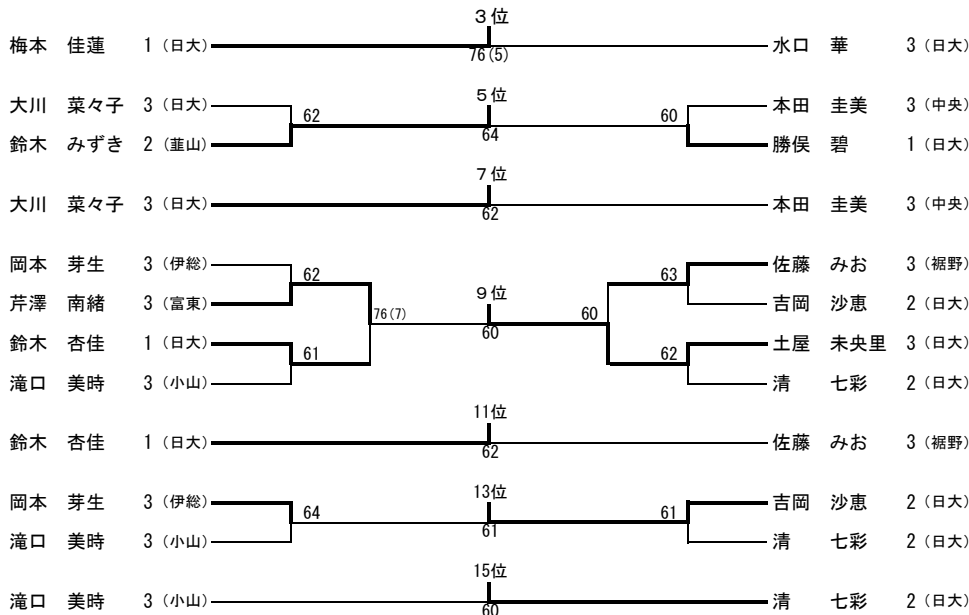 ３位
梅本　佳蓮　1（日大）　水口　華　3（日大）
76(5)
大川　菜々子　3（日大）　62　５位　60　本田　圭美　3（中央）
鈴木　みずき　2（韮山）　64　勝俣　碧　1（日大）
７位
大川　菜々子　3（日大）　本田　圭美　3（中央）
62
岡本　芽生　3（伊総）　62　63　佐藤　みお　3（裾野）
芹澤　南緒　3（富東）　９位　吉岡　沙恵　2（日大）
76(7)　60　60
鈴木　杏佳　1（日大）　61　62　土屋　未央里　3（日大）
滝口　美時　3（小山）　清　七彩　2（日大）
11位
鈴木　杏佳　1（日大）　佐藤　みお　3（裾野）
62
岡本　芽生　3（伊総）　64　13位　61　吉岡　沙恵　2（日大）
滝口　美時　3（小山）　61　清　七彩　2（日大）
15位
滝口　美時　3（小山）　清　七彩　2（日大）
60